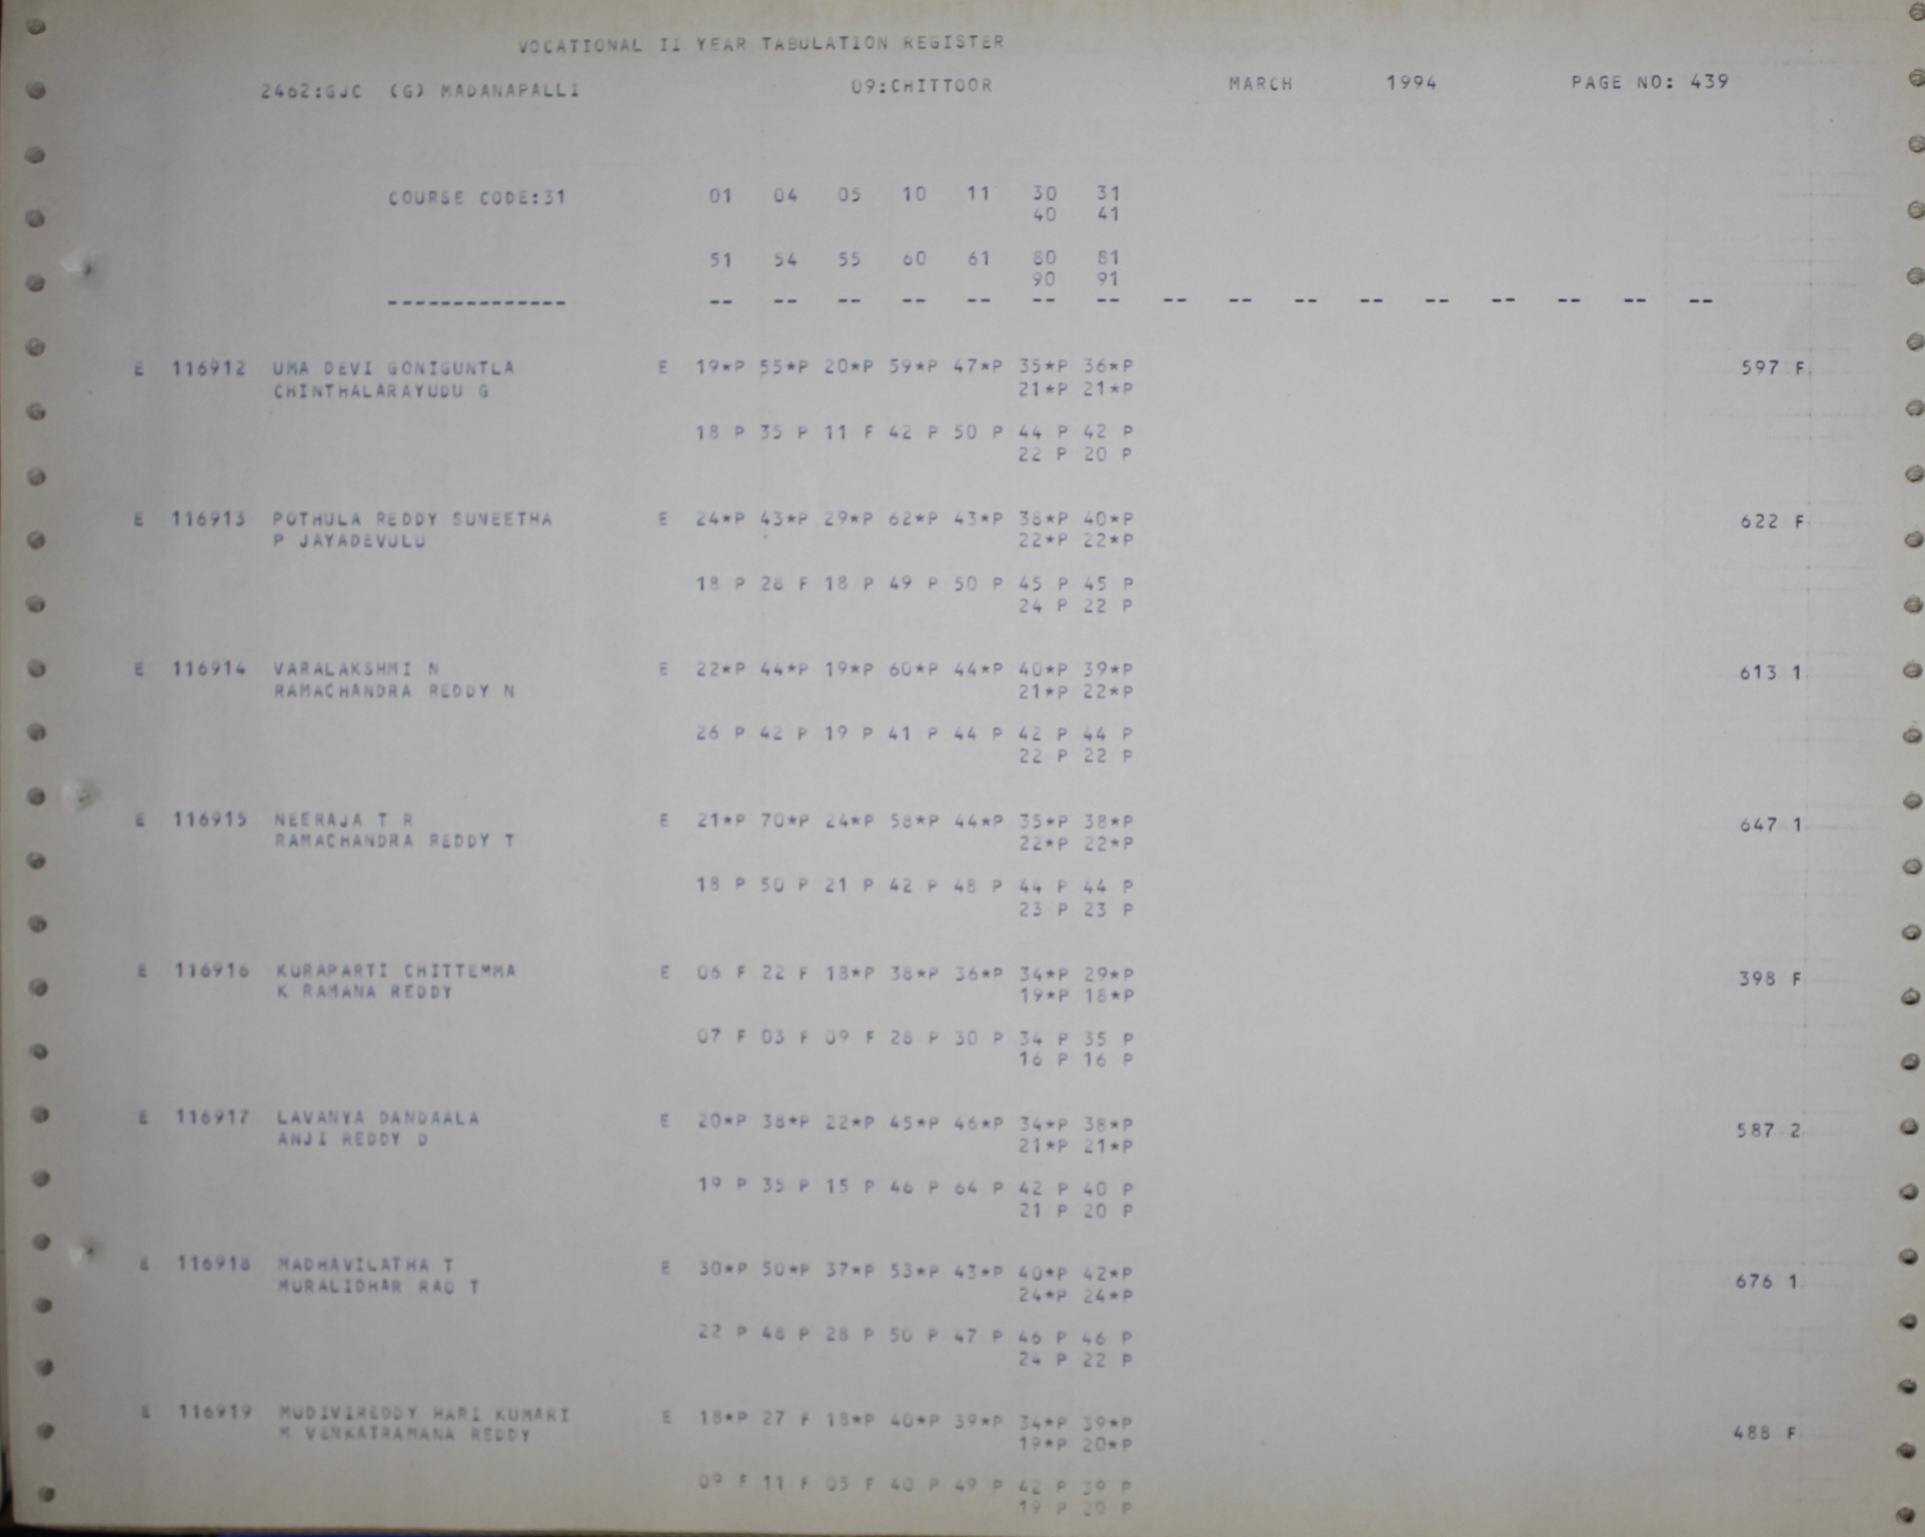 VOCATIONAL II YEAR TABULATION REGISTER
2462:GJC (G) MADANAPALLI 09:CHITTOOR MARCH 1994 PAGE NO: 439
COURSE CODE:31 01 04 05 10 11 30 31
40 41
51 54 55 60 61 80 81
90 91
-------------- -- -- -- -- -- -- -- -- -- -- -- -- -- -- -- --
E 116912 UMA DEVI GONIGUNTLA E 19*P 55*P 20*P 59*P 47*P 35*P 36*P 597 F
CHINTHALARAYUDU G 21*P 21*P
18 P 35 P 11 F 42 P 50 P 44 P 42 P
22 P 20 P
E 116913 POTHULA REDDY SUNEETHA E 24*P 43*P 29*P 62*P 43*P 38*P 40*P 622 F
P JAYADEVULU 22*P 22*P
18 P 28 F 18 P 49 P 50 P 45 P 45 P
24 P 22 P
E 116914 VARALAKSHMI N E 22*P 44*P 19*P 60*P 44*P 40*P 39*P 613 1
RAMACHANDRA REDDY N 21*P 22*P
26 P 42 P 19 P 41 P 44 P 42 P 44 P
22 P 22 P
E 116915 NEERAJA T R E 21*P 70*P 24*P 58*P 44*P 35*P 38*P 647 1
RAMACHANDRA REDDY T 22*P 22*P
18 P 50 P 21 P 42 P 48 P 44 P 44 P
23 P 23 P
E 116916 KURAPARTI CHITTEMMA E 06 F 22 F 18*P 38*P 36*P 34*P 29*P 398 F
K RAMANA REDDY 19*P 18*P
07 F 03 F 09 F 28 P 30 P 34 P 35 P
16 P 16 P
E 116917 LAVANYA DANDAALA E 20*P 38*P 22*P 45*P 46*P 34*P 38*P 587 2
ANJI REDDY D 21*P 21*P
19 P 35 P 15 P 46 P 64 P 42 P 40 P
21 P 20 P
E 116918 MADHAVILATHA T E 30*P 50*P 37*P 53*P 43*P 40*P 42*P 676 1
MURALIDHAR RAO T 24*P 24*P
22 P 48 P 28 P 50 P 47 P 46 P 46 P
24 P 22 P
E 116919 MUDIVIREDDY HARI KUMARI E 18*P 27 F 18*P 40*P 39*P 34*P 39*P 488 F
M VENKATRAMANA REDDY 19*P 20*P
09 F 11 F 05 F 40 P 49 P 42 P 39 P
19 P 20 P